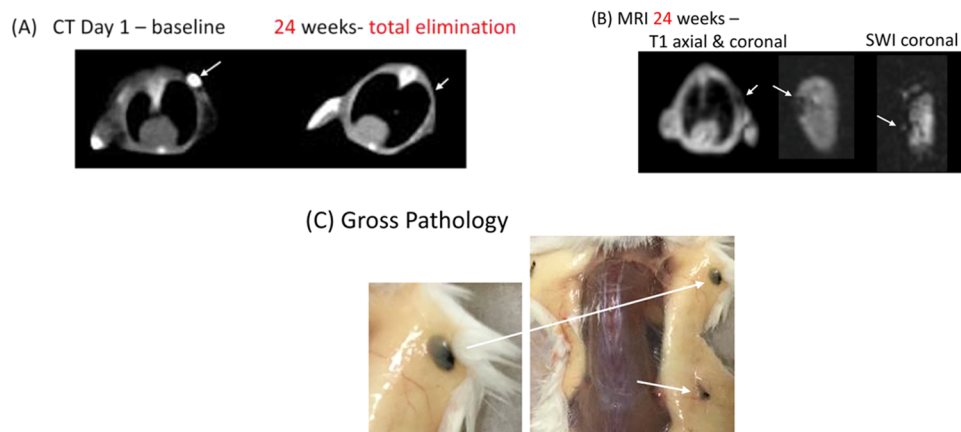 (A) CT Day 1 – baseline 24 weeks- total elimination
(B) MRI 24 weeks –
T1 axial & coronal SWI coronal
(C) Gross Pathology